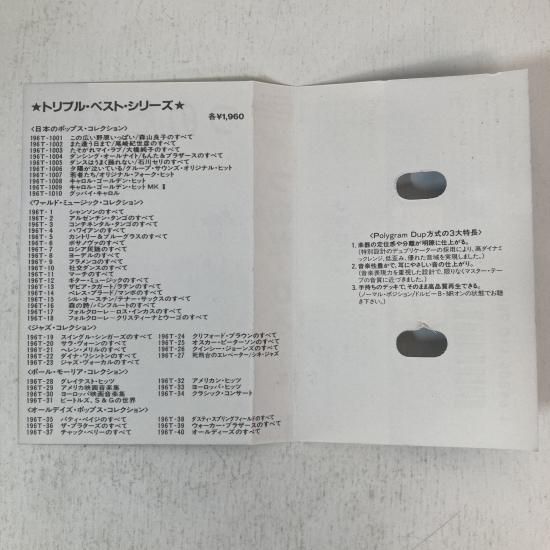 ★トリプル・ベスト・シリーズ★
各¥1,960
〈日本のポップス・コレクション〉
196T-1001 この広い野原いっぱい/森山良子のすべて
196T-1002 また逢う日まで/尾崎紀世彦のすべて
196T-1003 たそがれマイ・ラブ/大橋純子のすべて
196T-1004 ダンシング・オールナイト/もんた&ブラザースのすべて
196T-1005 ダンスはうまく踊れない/石川セリのすべて
196T-1006 夕陽が泣いている/グループ・サウンズ・オリジナル・ヒット
196T-1007 若者たち/オリジナル・フォーク・ヒット
196T-1008 キャロル・ゴールデン・ヒット
196T-1009 キャロル・ゴールデン・ヒット MK Ⅱ
196T-1010 グッバイ・キャロル
〈ワールド・ミュージック・コレクション〉
196T- 1 シャンソンのすべて
196T- 2 アルゼンチン・タンゴのすべて
196T- 3 コンチネンタル・タンゴのすべて
196T- 4 ハワイアンのすべて
196T- 5 カントリー&ブルーグラスのすべて
196T- 6 ボサノヴァのすべて
196T- 7 ロシア民謡のすべて
196T- 8 ヨーデルのすべて
196T- 9 フラメンコのすべて
196T-10 社交ダンスのすべて
196T-11 マーチのすべて
196T-12 ギター・ミュージックのすべて
196T-13 ザビア・クガート/ラテンのすべて
196T-14 ペレス・プラード/マンボのすべて
196T-15 シル・オースチン/テナー・サックスのすべて
196T-16 森の詩/パンフルートのすべて
196T-17 フォルクローレ―ロス・インカスのすべて
196T-18 フォルクローレ―クリスティーナとウーゴのすべて
〈ジャズ・コレクション〉
196T-19 スイングル・シンガーズのすべて 196T-24 クリフォード・ブラウンのすべて
196T-20 サラ・ヴォーンのすべて 196T-25 オスカー・ピーターソンのすべて
196T-21 ヘレン・メリルのすべて 196T-26 クインシー・ジョーンズのすべて
196T-22 ダイナ・ワシントンのすべて 196T-27 死刑台のエレベーター/シネ・ジャズ
196T-23 ジャズ・ヴォーカルのすべて
〈ポール・モーリア・コレクション〉
196T-28 グレイテスト・ヒッツ 196T-32 アメリカン・ヒッツ
196T-29 アメリカ映画音楽集 196T-33 ヨーロッパ・ヒッツ
196T-30 ヨーロッパ映画音楽集 196T-34 クラシック・コンサート
196T-31 ビートルズ、S&Gの世界
〈オールデイズ・ポップス・コレクション〉
196T-35 パティ・ペイジのすべて 196T-38 ダスティ・スプリングフィールドのすべて
196T-36 ザ・プラターズのすべて 196T-39 ウォーカー・ブラザースのすべて
196T-37 チャック・ベリーのすべて 196T-40 オールディーズのすべて
〈Polygram Dup方式の3大特長〉
1. 楽器の定位感や分離が明瞭に仕上がる。
(特別設計のデュプリケーターの採用により、高ダイナミックレンジ、低歪み、優れた音域を実現しました。)
2. 音楽性豊かで、耳にやさしい音の仕上がり。
(音楽表現力を重視した設計で、限りなくマスター・テープの音質に近づきました。)
3. 手持ちのデッキで、そのまま高品質再生できる。
(ノーマル・ポジション/ドルビーB・NRオンの状態でお聴き下さい。)